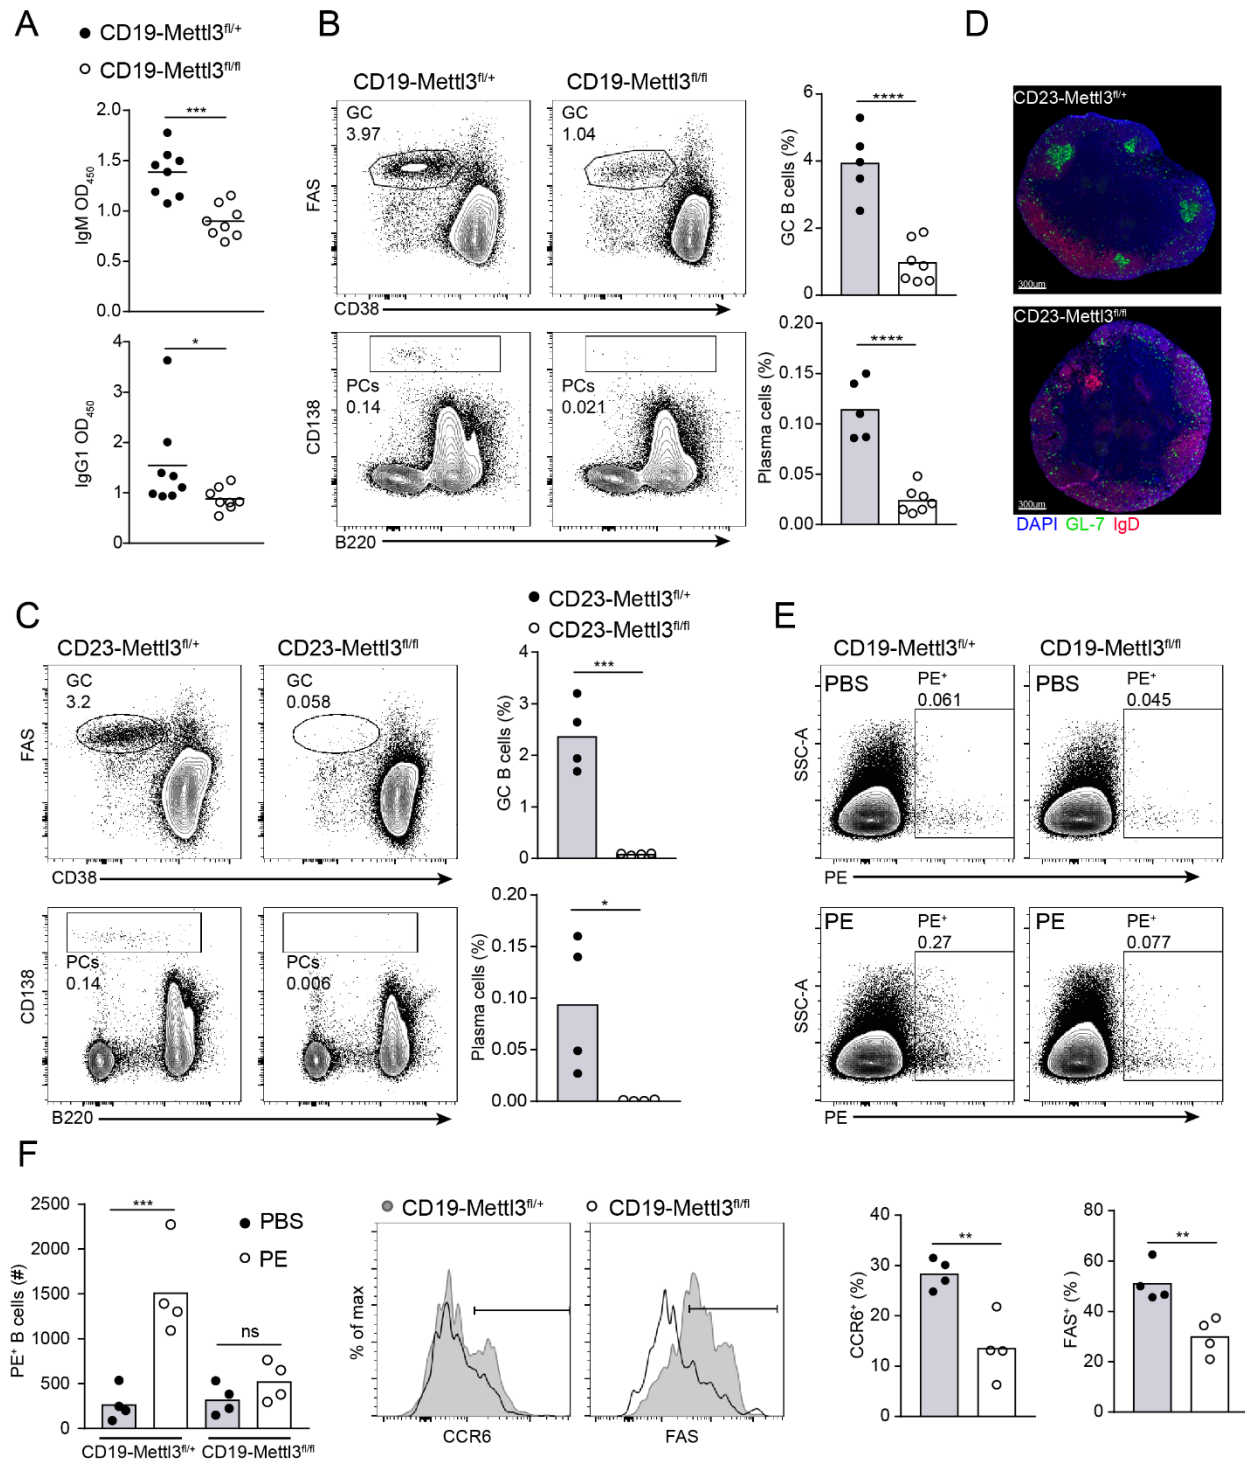 A
CD19-Mettl3fl/+
CD19-Mettl3fl/fl
2.0
***
1.5
1.0
0.5
0.0
IgM OD450
4
*
3
2
1
0
IgG1 OD450
B
CD19-Mettl3fl/+
CD19-Mettl3fl/fl
GC
3.97
GC
1.04
FAS
CD38
PCs
0.14
PCs
0.021
CD138
B220
6
****
4
2
0
GC B cells (%)
0.20
****
0.15
0.10
0.05
0.00
Plasma cells (%)
D
CD23-Mettl3fl/+
300um
CD23-Mettl3fl/fl
300um
DAPI GL-7 IgD
C
CD23-Mettl3fl/+
CD23-Mettl3fl/fl
CD23-Mettl3fl/+
CD23-Mettl3fl/fl
GC
3.2
GC
0.058
FAS
CD38
PCs
0.14
PCs
0.006
CD138
B220
4
***
3
2
1
0
GC B cells (%)
0.20
*
0.15
0.10
0.05
0.00
Plasma cells (%)
E
CD19-Mettl3fl/+
CD19-Mettl3fl/fl
PBS
PE+
0.061
PBS
PE+
0.045
SSC-A
PE
PE
PE+
0.27
PE
PE+
0.077
SSC-A
PE
F
2500
***
2000
1500
1000
500
0
PE+ B cells (#)
PBS
PE
ns
CD19-Mettl3fl/+
CD19-Mettl3fl/fl
CD19-Mettl3fl/+
CD19-Mettl3fl/fl
% of max
CCR6
FAS
40
**
30
20
10
0
CCR6+ (%)
80
**
60
40
20
0
FAS+ (%)